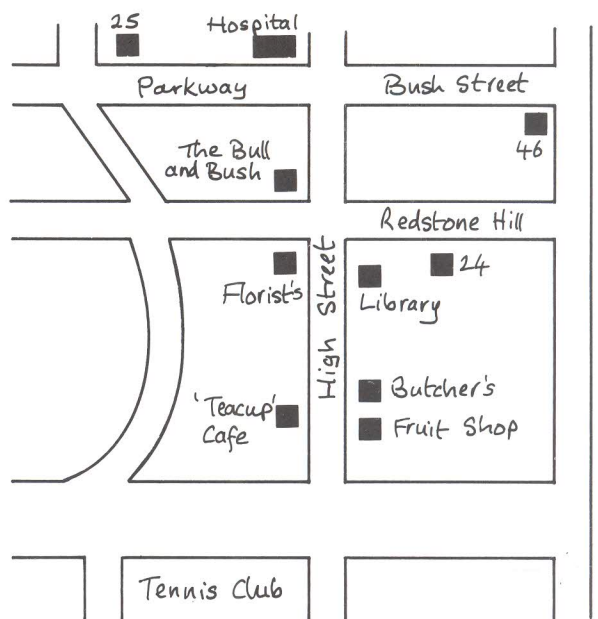 25
Hospital
Parkway
Bush Street
46
The Bull
and Bush
Redstone Hill
24
Florist's
Library
High Street
Butcher's
'Teacup'
Cafe
Fruit Shop
Tennis Club